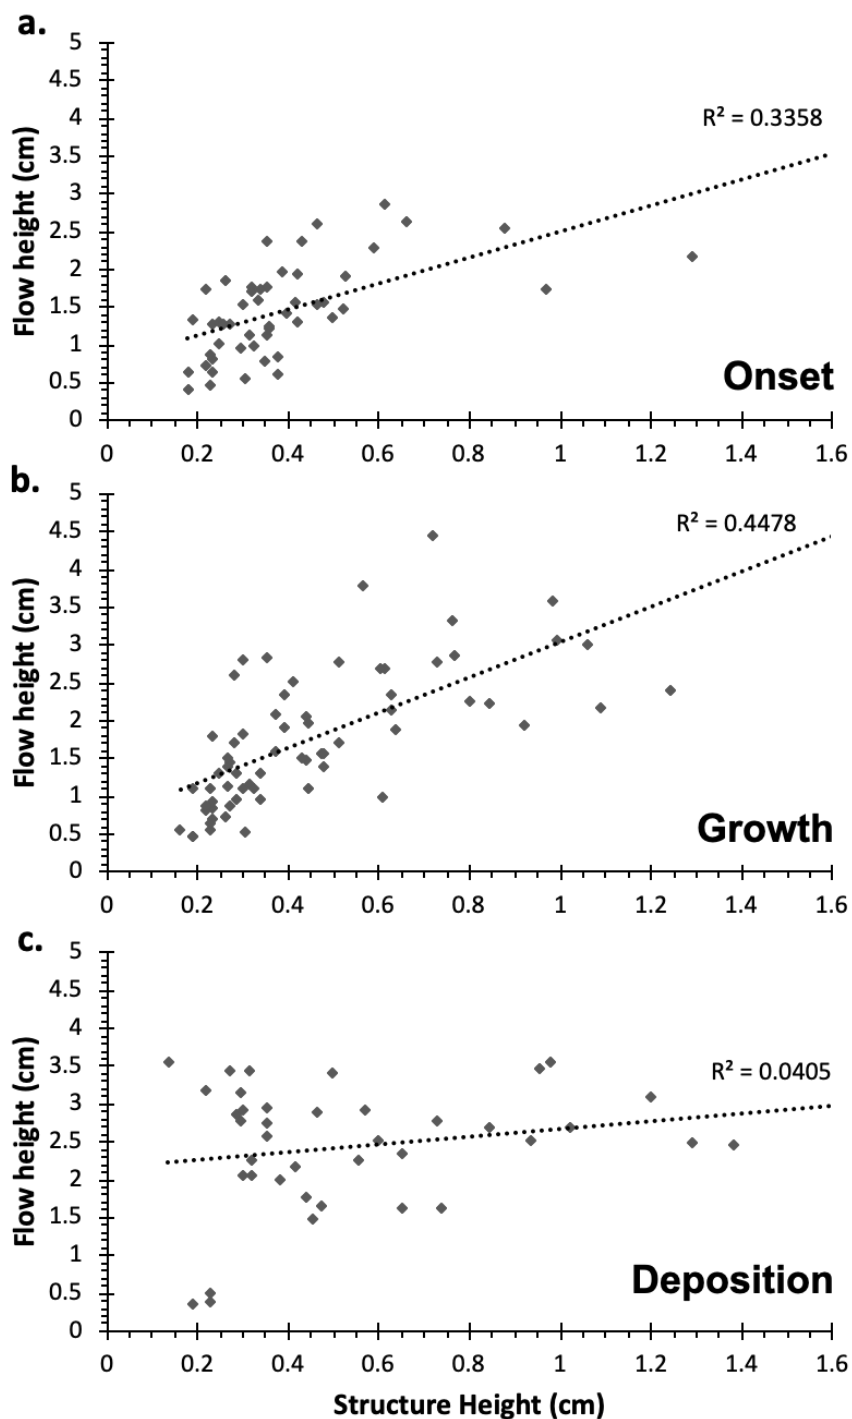 a.
5
4.5
4
3.5
3
2.5
2
1.5
1
0.5
0
Flow height (cm)
R² = 0.3358
Onset
0 0.2 0.4 0.6 0.8 1 1.2 1.4 1.6
b.
5
4.5
4
3.5
3
2.5
2
1.5
1
0.5
0
Flow height (cm)
R² = 0.4478
Growth
0 0.2 0.4 0.6 0.8 1 1.2 1.4 1.6
c.
5
4.5
4
3.5
3
2.5
2
1.5
1
0.5
0
Flow height (cm)
R² = 0.0405
Deposition
0 0.2 0.4 0.6 0.8 1 1.2 1.4 1.6
Structure Height (cm)